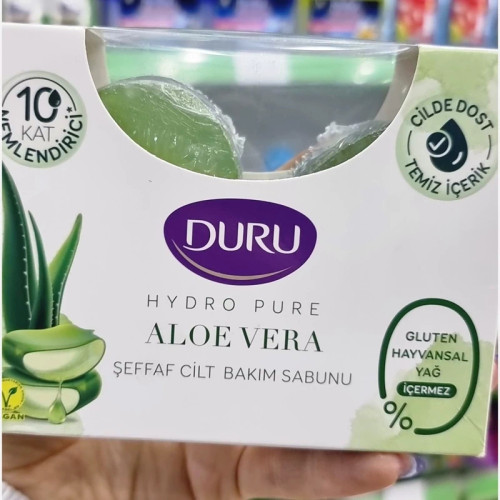 10
KAT
NEMLENDİRİCİ
CİLDE DOST
TEMİZ İÇERİK
DURU
HYDRO PURE
ALOE VERA
ŞEFFAF CİLT BAKIM SABUNU
%0
GLUTEN
HAYVANSAL
YAĞ
İÇERMEZ
V